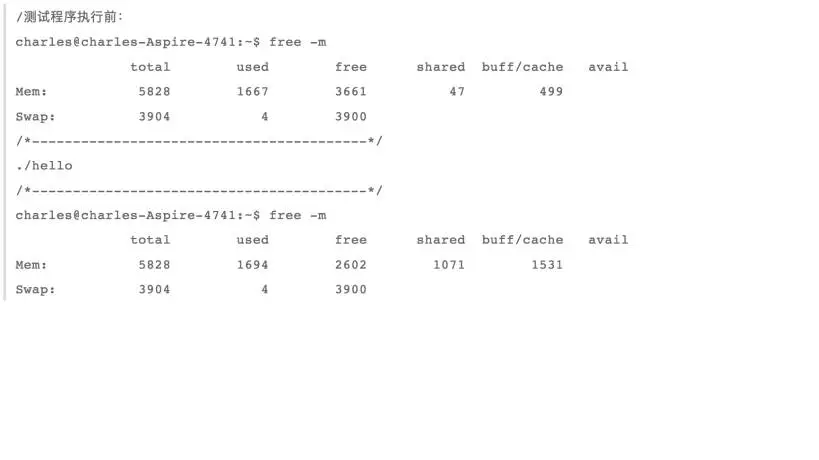 /测试程序执行前：
charles@charles-Aspire-4741:~$ free -m
total used free shared buff/cache avail
Mem: 5828 1667 3661 47 499
Swap: 3904 4 3900
/*-----------------------------------------*/
./hello
/*-----------------------------------------*/
charles@charles-Aspire-4741:~$ free -m
total used free shared buff/cache avail
Mem: 5828 1694 2602 1071 1531
Swap: 3904 4 3900